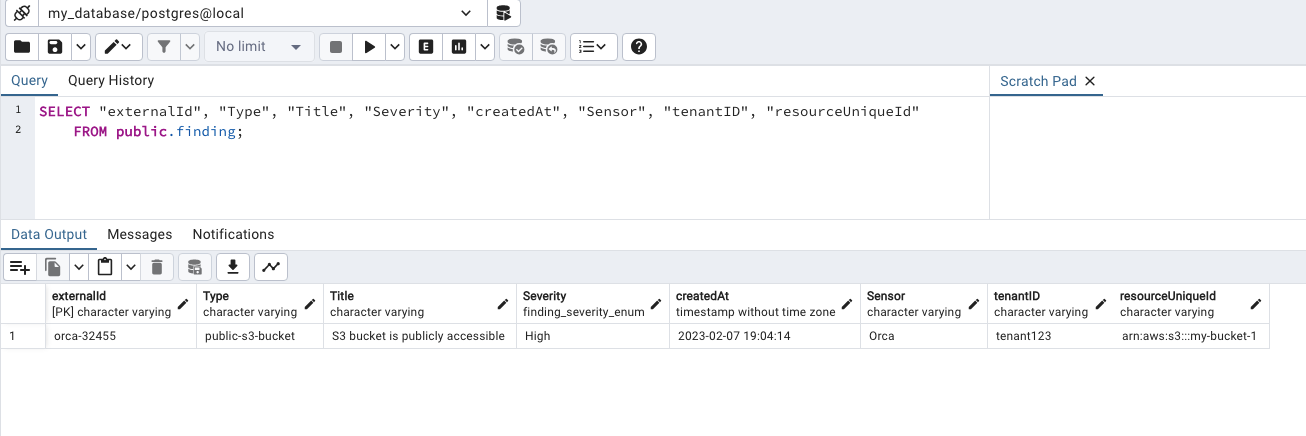 my_database/postgres@local
No limit
E
?
Query Query History
Scratch Pad
1 SELECT "externalId", "Type", "Title", "Severity", "createdAt", "Sensor", "tenantID", "resourceUniqueId"
2 FROM public.finding;
Data Output Messages Notifications
externalId Type Title Severity createdAt Sensor tenantID resourceUniqueId
[PK] character varying character varying character varying finding_severity_enum timestamp without time zone character varying character varying character varying
1 orca-32455 public-s3-bucket S3 bucket is publicly accessible High 2023-02-07 19:04:14 Orca tenant123 arn:aws:s3:::my-bucket-1